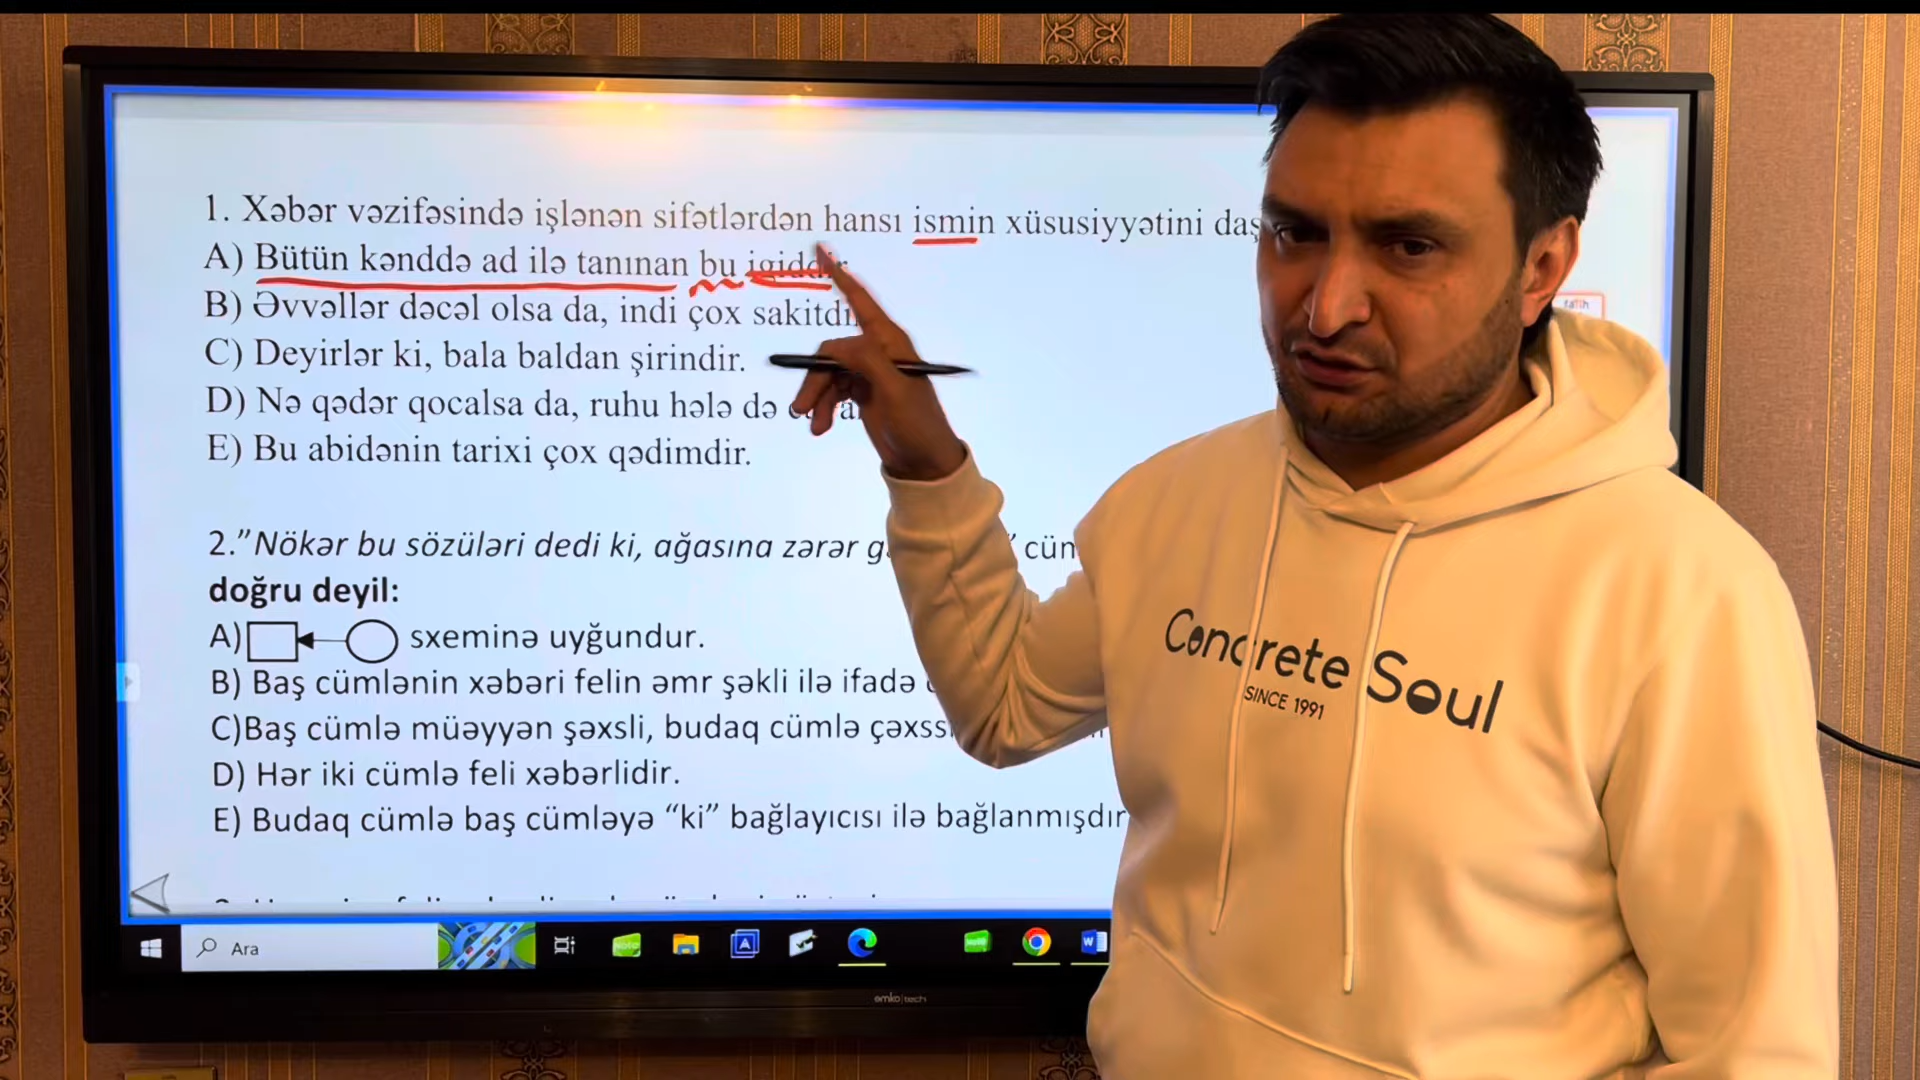 1. Xəbər vəzifəsində işlənən sifətlərdən hansı ismin xüsusiyyətini
A) Bütün kənddə ad ilə tanınan bu igiddir
B) Əvvəllər dəcəl olsa da, indi çox
C) Deyirlər ki, bala baldan şirindir.
D) Nə qədər qocalsa da, ruhu hələ də
E) Bu abidənin tarixi çox qədimdir.
2."Nökər bu sözüləri dedi ki, ağasına zərər
doğru deyil:
A) sxeminə uyğundur.
B) Baş cümlənin xəbəri felin əmr şəkli ilə ifadə
C)Baş cümlə müəyyən şəxsli, budaq cümlə
D) Hər iki cümlə feli xəbərlidir.
E) Budaq cümlə baş cümləyə “ki” bağlayıcısı ilə bağlanmışdır
Ara
Concrete Soul
SINCE 1991